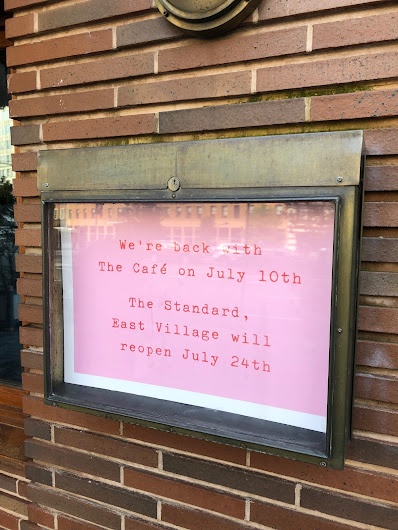 We're back with
The Café on July 10th
The Standard,
East Village will
reopen July 24th